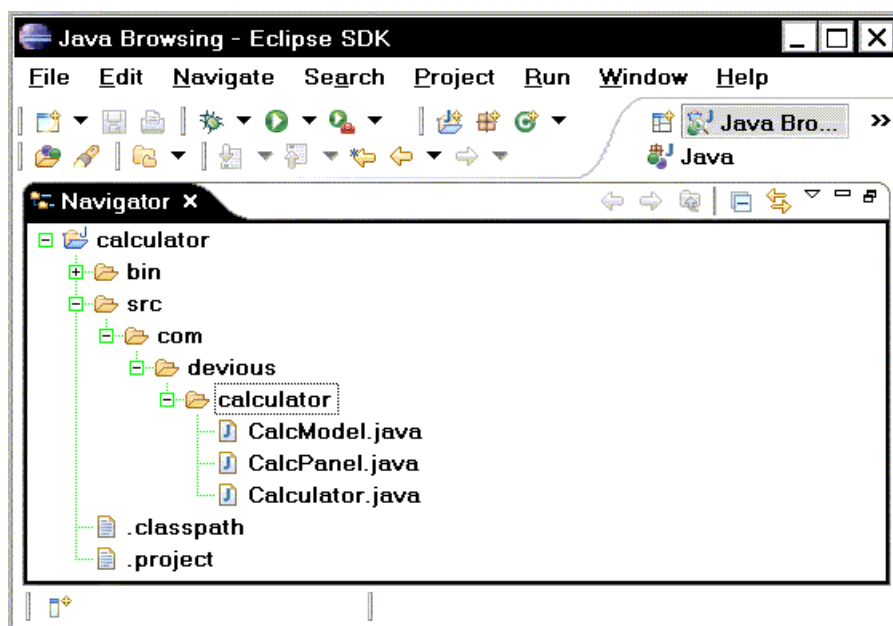 Java Browsing - Eclipse SDK
File Edit Navigate Search Project Run Window Help
Java Bro... »
Java
Navigator
calculator
bin
src
com
devious
calculator
CalcModel.java
CalcPanel.java
Calculator.java
.classpath
.project